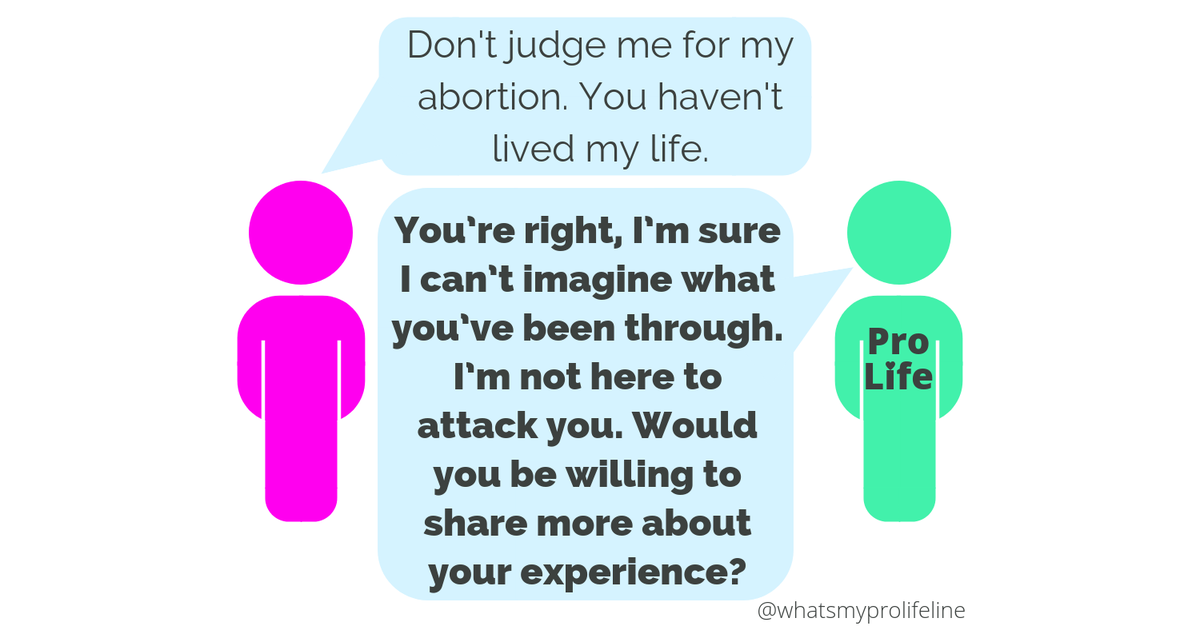 Don't judge me for my
abortion. You haven't
lived my life.
You’re right, I’m sure
I can’t imagine what
you’ve been through.
I’m not here to
attack you. Would
you be willing to
share more about
your experience?
Pro
Life
@whatsmyprolifeline